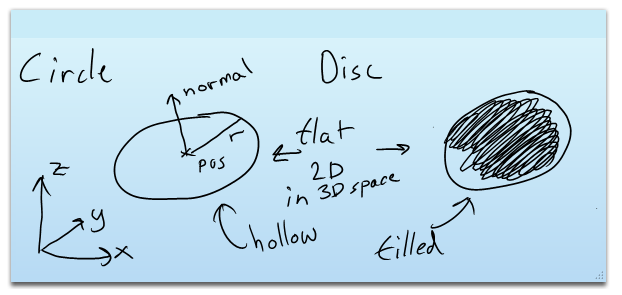 Circle
Disc
normal
r
pos
flat
2D
in 3D space
z
y
x
hollow
filled